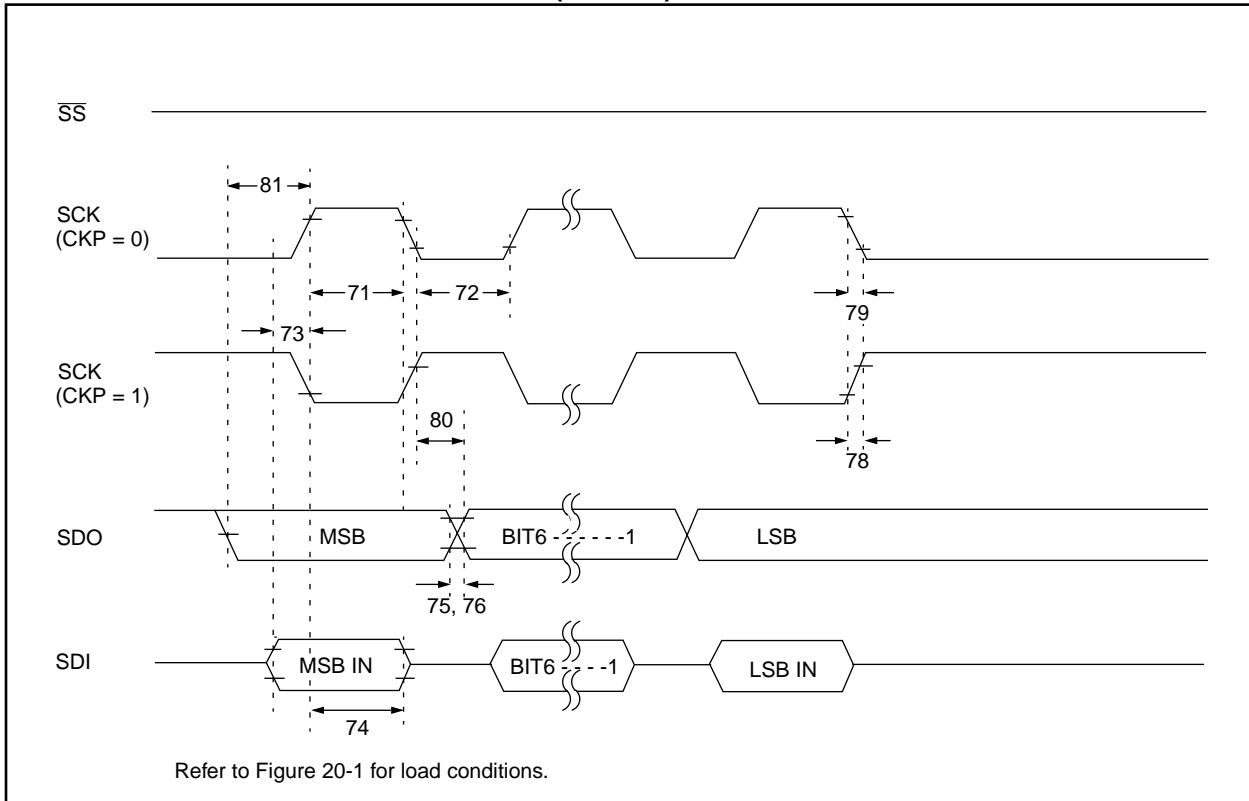 SS
81
SCK
(CKP = 0)
71
72
79
73
SCK
(CKP = 1)
80
78
SDO
MSB
BIT6 - - - - - -1
LSB
75, 76
SDI
MSB IN
BIT6 - - - - -1
LSB IN
74
Refer to Figure 20-1 for load conditions.